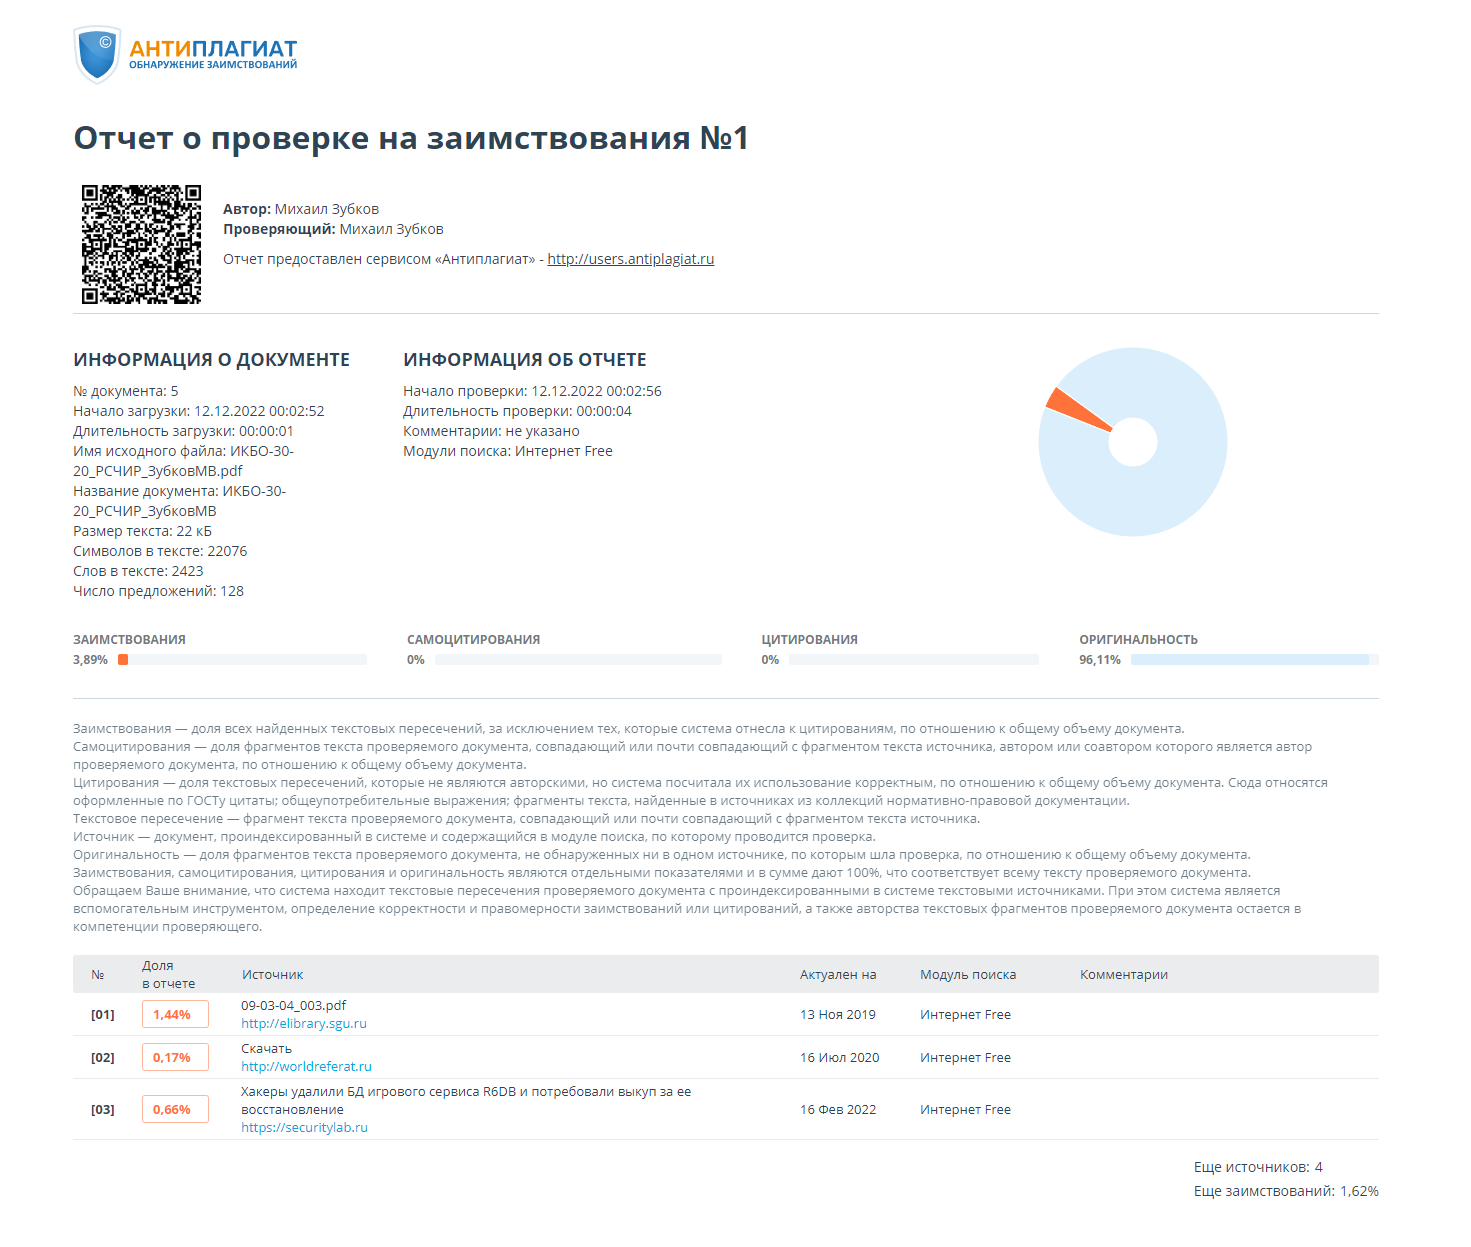 ©
АНТИПЛАГИАТ
ОБНАРУЖЕНИЕ ЗАИМСТВОВАНИЙ
Отчет о проверке на заимствования №1
Автор: Михаил Зубков
Проверяющий: Михаил Зубков
Отчет предоставлен сервисом «Антиплагиат» - http://users.antiplagiat.ru
ИНФОРМАЦИЯ О ДОКУМЕНТЕ
№ документа: 5
Начало загрузки: 12.12.2022 00:02:52
Длительность загрузки: 00:00:01
Имя исходного файла: ИКБО-30-
20_РСЧИР_ЗубковМВ.pdf
Название документа: ИКБО-30-
20_РСЧИР_ЗубковМВ
Размер текста: 22 кБ
Символов в тексте: 22076
Слов в тексте: 2423
Число предложений: 128
ИНФОРМАЦИЯ ОБ ОТЧЕТЕ
Начало проверки: 12.12.2022 00:02:56
Длительность проверки: 00:00:04
Комментарии: не указано
Модули поиска: Интернет Free
ЗАИМСТВОВАНИЯ
3,89%
САМОЦИТИРОВАНИЯ
0%
ЦИТИРОВАНИЯ
0%
ОРИГИНАЛЬНОСТЬ
96,11%
Заимствования — доля всех найденных текстовых пересечений, за исключением тех, которые система отнесла к цитированиям, по отношению к общему объему документа.
Самоцитирования — доля фрагментов текста проверяемого документа, совпадающий или почти совпадающий с фрагментом текста источника, автором или соавтором которого является автор
проверяемого документа, по отношению к общему объему документа.
Цитирования — доля текстовых пересечений, которые не являются авторскими, но система посчитала их использование корректным, по отношению к общему объему документа. Сюда относятся
оформленные по ГОСТу цитаты; общеупотребительные выражения; фрагменты текста, найденные в источниках из коллекций нормативно-правовой документации.
Текстовое пересечение — фрагмент текста проверяемого документа, совпадающий или почти совпадающий с фрагментом текста источника.
Источник — документ, проиндексированный в системе и содержащийся в модуле поиска, по которому проводится проверка.
Оригинальность — доля фрагментов текста проверяемого документа, не обнаруженных ни в одном источнике, по которым шла проверка, по отношению к общему объему документа.
Заимствования, самоцитирования, цитирования и оригинальность являются отдельными показателями и в сумме дают 100%, что соответствует всему тексту проверяемого документа.
Обращаем Ваше внимание, что система находит текстовые пересечения проверяемого документа с проиндексированными в системе текстовыми источниками. При этом система является
вспомогательным инструментом, определение корректности и правомерности заимствований или цитирований, а также авторства текстовых фрагментов проверяемого документа остается в
компетенции проверяющего.
№ Доля в отчете Источник Актуален на Модуль поиска Комментарии
[01] 1,44% 09-03-04_003.pdf 13 Ноя 2019 Интернет Free
http://elibrary.sgu.ru
[02] 0,17% Скачать 16 Июл 2020 Интернет Free
http://worldreferat.ru
[03] 0,66% Хакеры удалили БД игрового сервиса R6DB и потребовали выкуп за ее 16 Фев 2022 Интернет Free
восстановление
https://securitylab.ru
Еще источников: 4
Еще заимствований: 1,62%